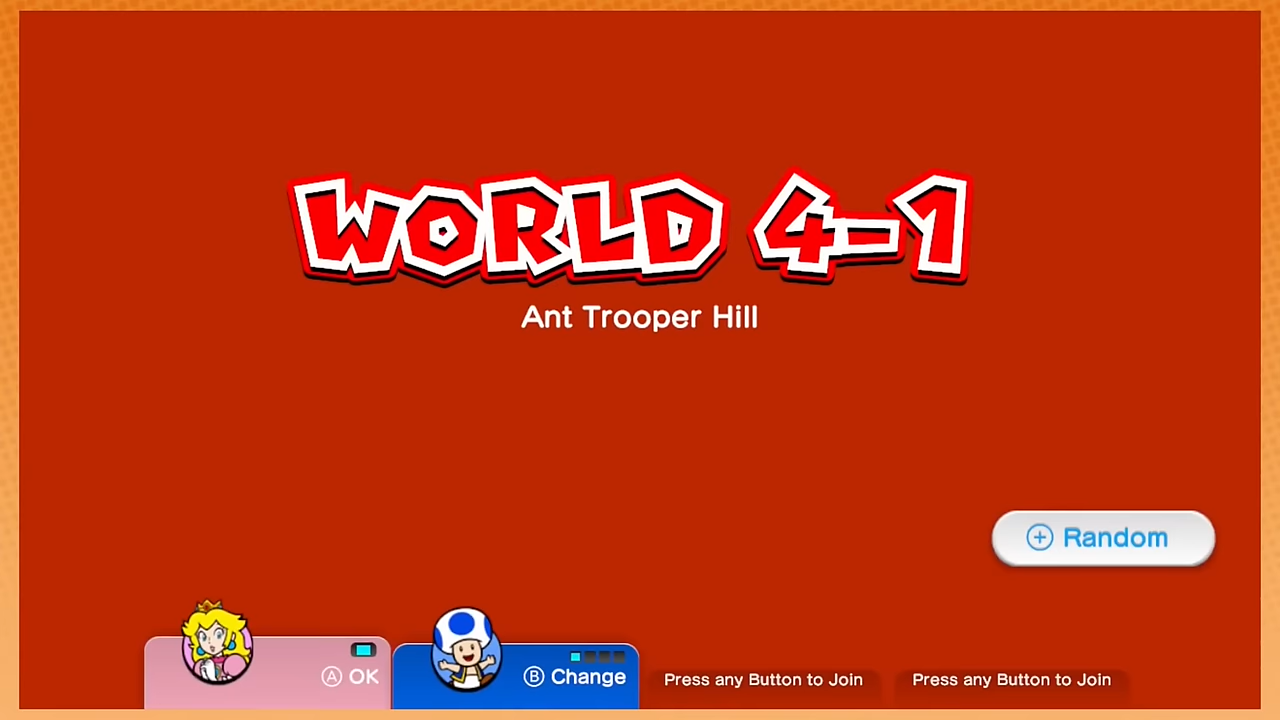 WORLD 4-1
Ant Trooper Hill
+ Random
A OK
B Change
Press any Button to Join
Press any Button to Join